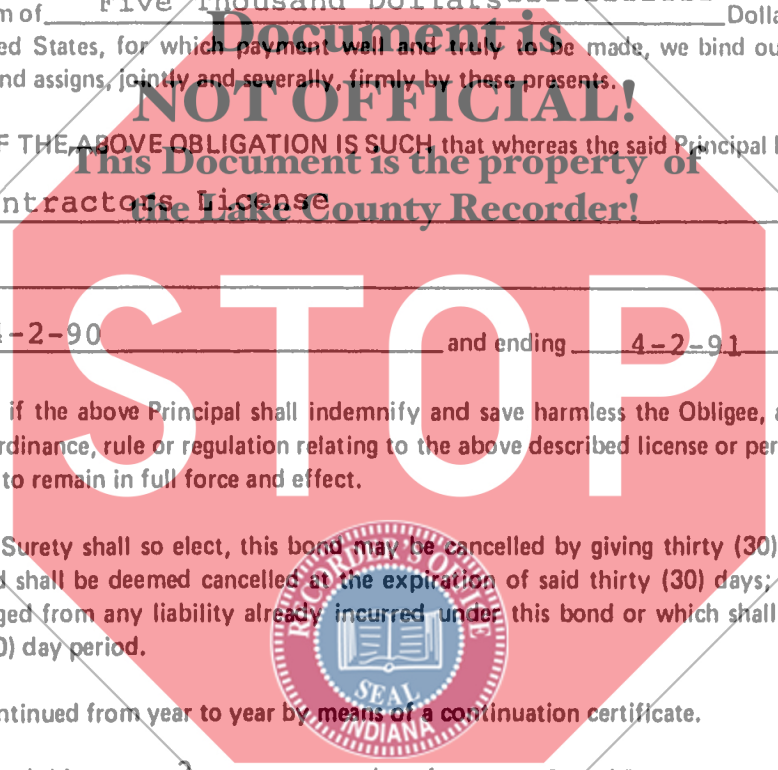 m of Five Thousand Dollars Dolla
Document is
ed States, for which payment well and truly to be made, we bind ou
nd assigns, jointly and severally, firmly by these presents.
NOT OFFICIAL!
F THE ABOVE OBLIGATION IS SUCH that whereas the said Principal
This Document is the property of
ntractors License
the Lake County Recorder!
STOP
4-2-90 and ending 4-2-91
if the above Principal shall indemnify and save harmless the Obligee, a
rdinance, rule or regulation relating to the above described license or per
to remain in full force and effect.
Surety shall so elect, this bond may be cancelled by giving thirty (30)
d shall be deemed cancelled at the expiration of said thirty (30) days;
ged from any liability already incurred under this bond or which shall
0) day period.
RECORDER'S OFFICE
SEAL
INDIANA
ntinued from year to year by means of a continuation certificate.